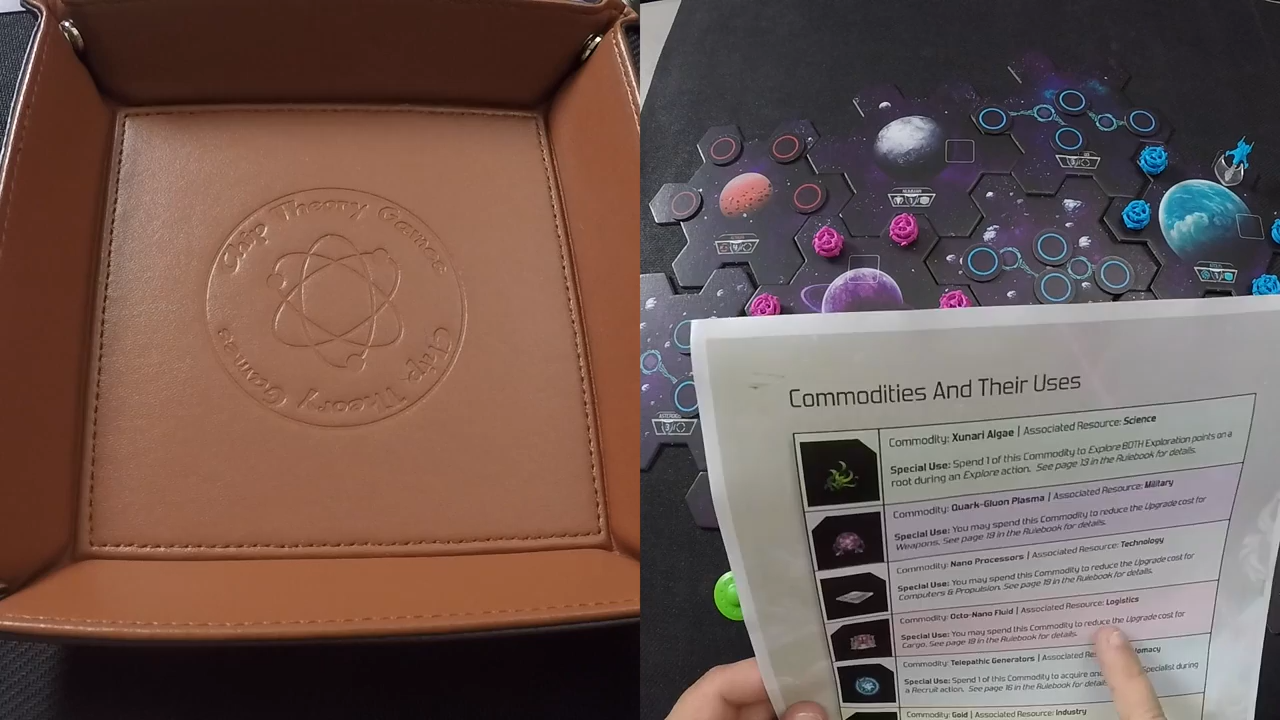 Chip Theory Games
Chip Theory Games
Commodities And Their Uses
Commodity: Xunari Algae | Associated Resource: Science
Special Use: Spend 1 of this Commodity to Explore BOTH Exploration points on a
root during an Explore action. See page 13 in the Rulebook for details.
Commodity: Quark-Gluon Plasma | Associated Resource: Military
Special Use: You may spend this Commodity to reduce the Upgrade cost for
Weapons. See page 19 in the Rulebook for details.
Commodity: Nano Processors | Associated Resource: Technology
Special Use: You may spend this Commodity to reduce the Upgrade cost for
Computers & Propulsion. See page 19 in the Rulebook for details.
Commodity: Octo-Nano Fluid | Associated Resource: Logistics
Special Use: You may spend this Commodity to reduce the Upgrade cost for
Cargo. See page 19 in the Rulebook for details.
Commodity: Telepathic Generators | Associated
Special Use: Spend 1 of this Commodity to acquire Specialist during
a Recruit action. See page 16 in the Rulebook for
Commodity: Gold | Associated Resource: Industry